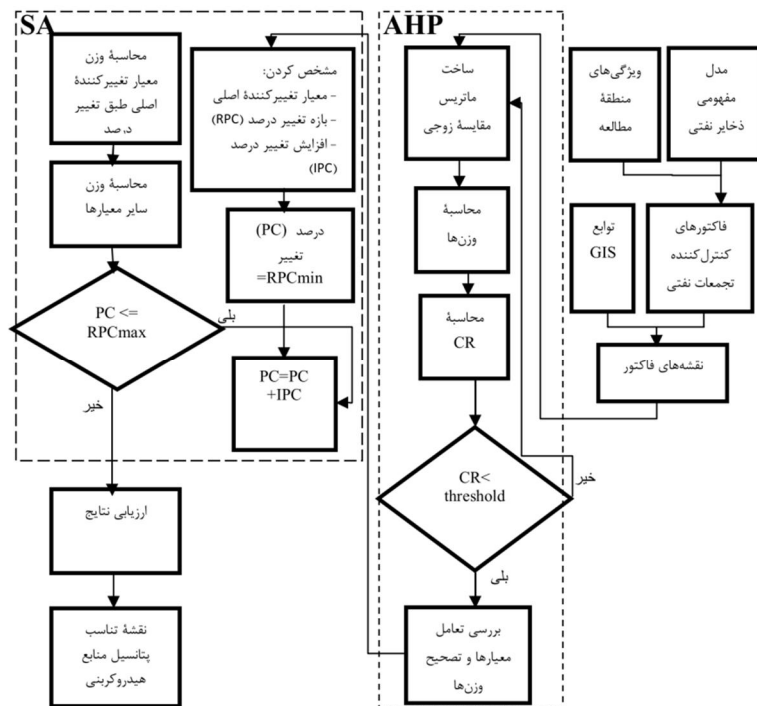 مدل
مفهومی
ذخایر نفتی
ویژگی‌های
منطقهٔ
مطالعه
فاکتورهای
کنترل‌کننده
تجمعات نفتی
توابع
GIS
نقشه‌های فاکتور
AHP
ساخت
ماتریس
مقایسهٔ زوجی
محاسبهٔ
وزن‌ها
محاسبهٔ
CR
CR<
threshold
خیر
بلی
بررسی تعامل
معیارها و تصحیح
وزن‌ها
SA
مشخص کردن:
- معیار تغییرکنندهٔ اصلی
- بازه تغییر درصد (RPC)
- افزایش تغییر درصد
(IPC)
درصد (PC)
تغییر
=RPCmin
PC=PC
+IPC
محاسبهٔ وزن
معیار تغییرکنندهٔ
اصلی طبق تغییر
درصد
محاسبهٔ وزن
سایر معیارها
PC <=
RPCmax
بلی
خیر
ارزیابی نتایج
نقشهٔ تناسب
پتانسیل منابع
هیدروکربنی